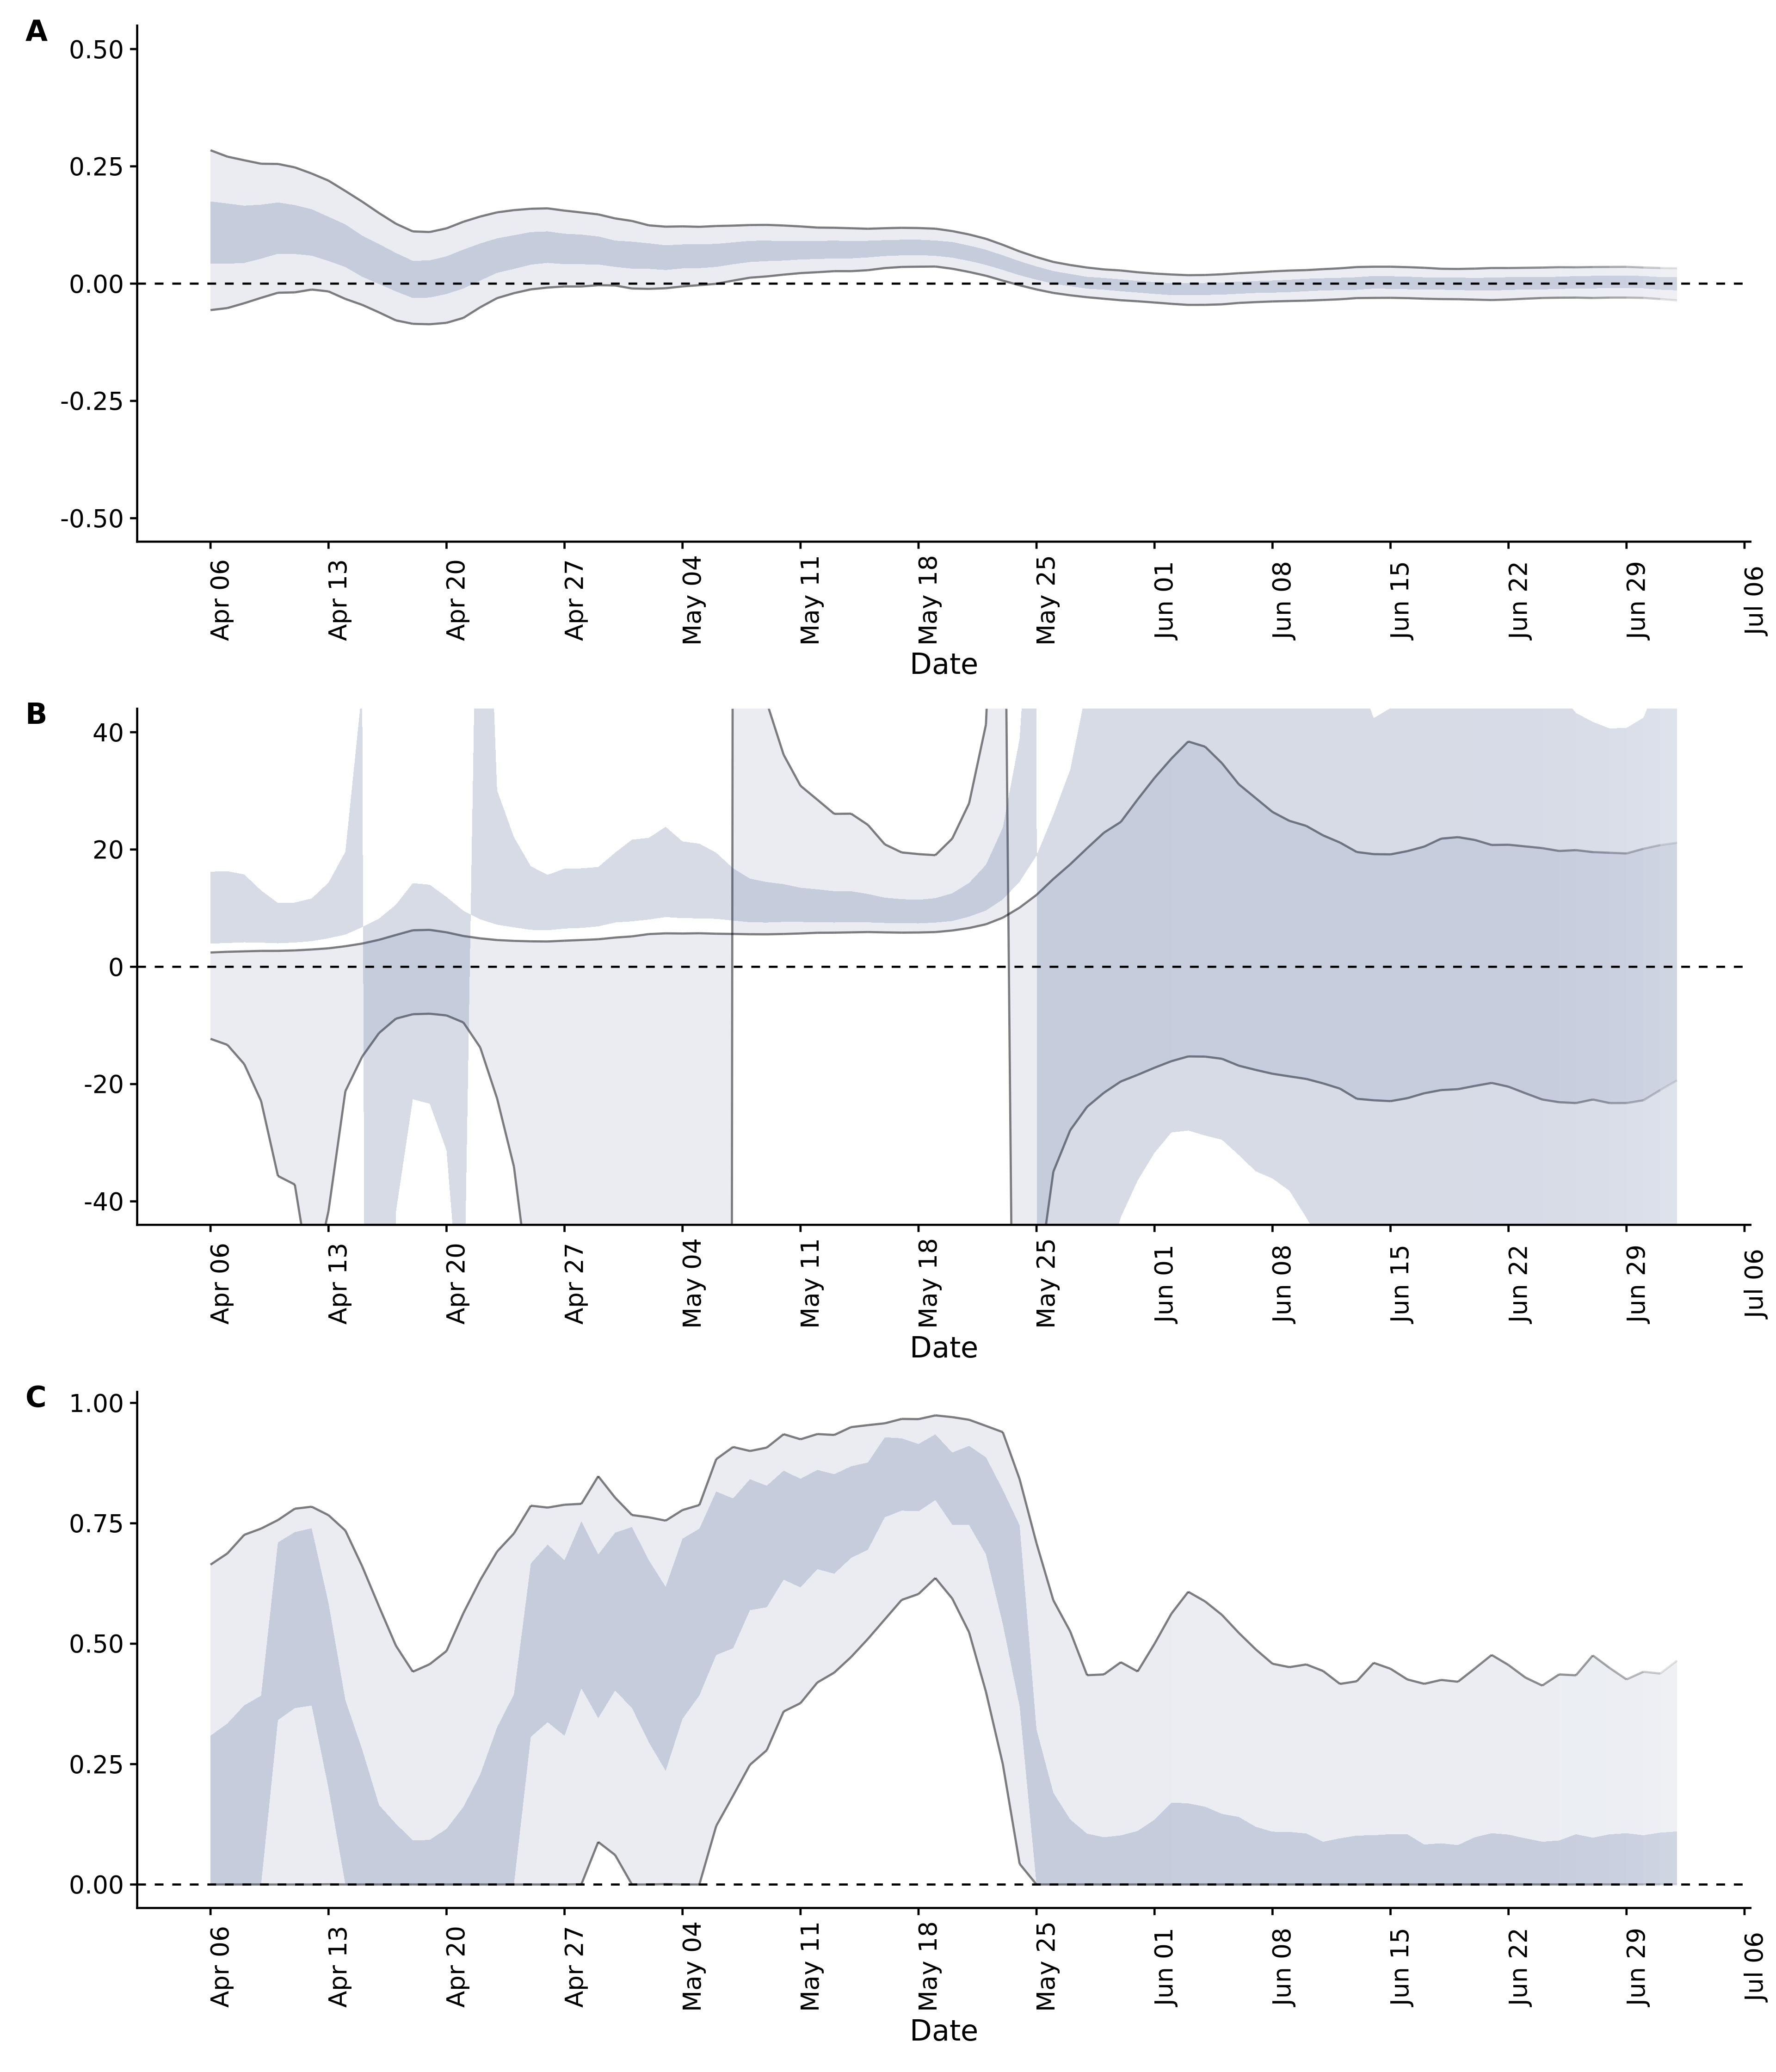 A
0.50
0.25
0.00
-0.25
-0.50
Apr 06
Apr 13
Apr 20
Apr 27
May 04
May 11
May 18
May 25
Jun 01
Jun 08
Jun 15
Jun 22
Jun 29
Jul 06
Date
B
40
20
0
-20
-40
Apr 06
Apr 13
Apr 20
Apr 27
May 04
May 11
May 18
May 25
Jun 01
Jun 08
Jun 15
Jun 22
Jun 29
Jul 06
Date
C
1.00
0.75
0.50
0.25
0.00
Apr 06
Apr 13
Apr 20
Apr 27
May 04
May 11
May 18
May 25
Jun 01
Jun 08
Jun 15
Jun 22
Jun 29
Jul 06
Date